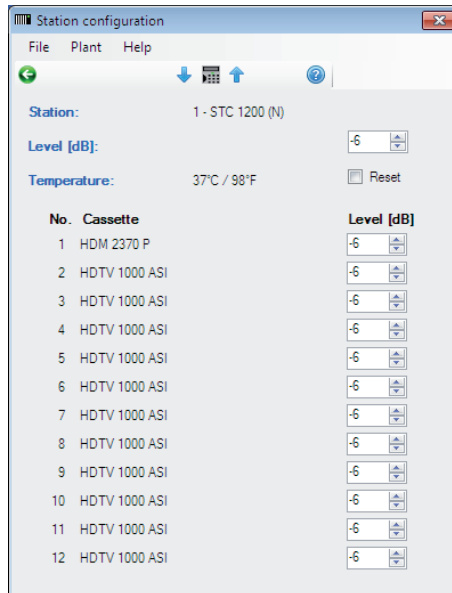 Station configuration
File Plant Help
Station: 1 - STC 1200 (N)
Level [dB]: -6
Temperature: 37°C / 98°F Reset
No. Cassette Level [dB]
1 HDM 2370 P -6
2 HDTV 1000 ASI -6
3 HDTV 1000 ASI -6
4 HDTV 1000 ASI -6
5 HDTV 1000 ASI -6
6 HDTV 1000 ASI -6
7 HDTV 1000 ASI -6
8 HDTV 1000 ASI -6
9 HDTV 1000 ASI -6
10 HDTV 1000 ASI -6
11 HDTV 1000 ASI -6
12 HDTV 1000 ASI -6